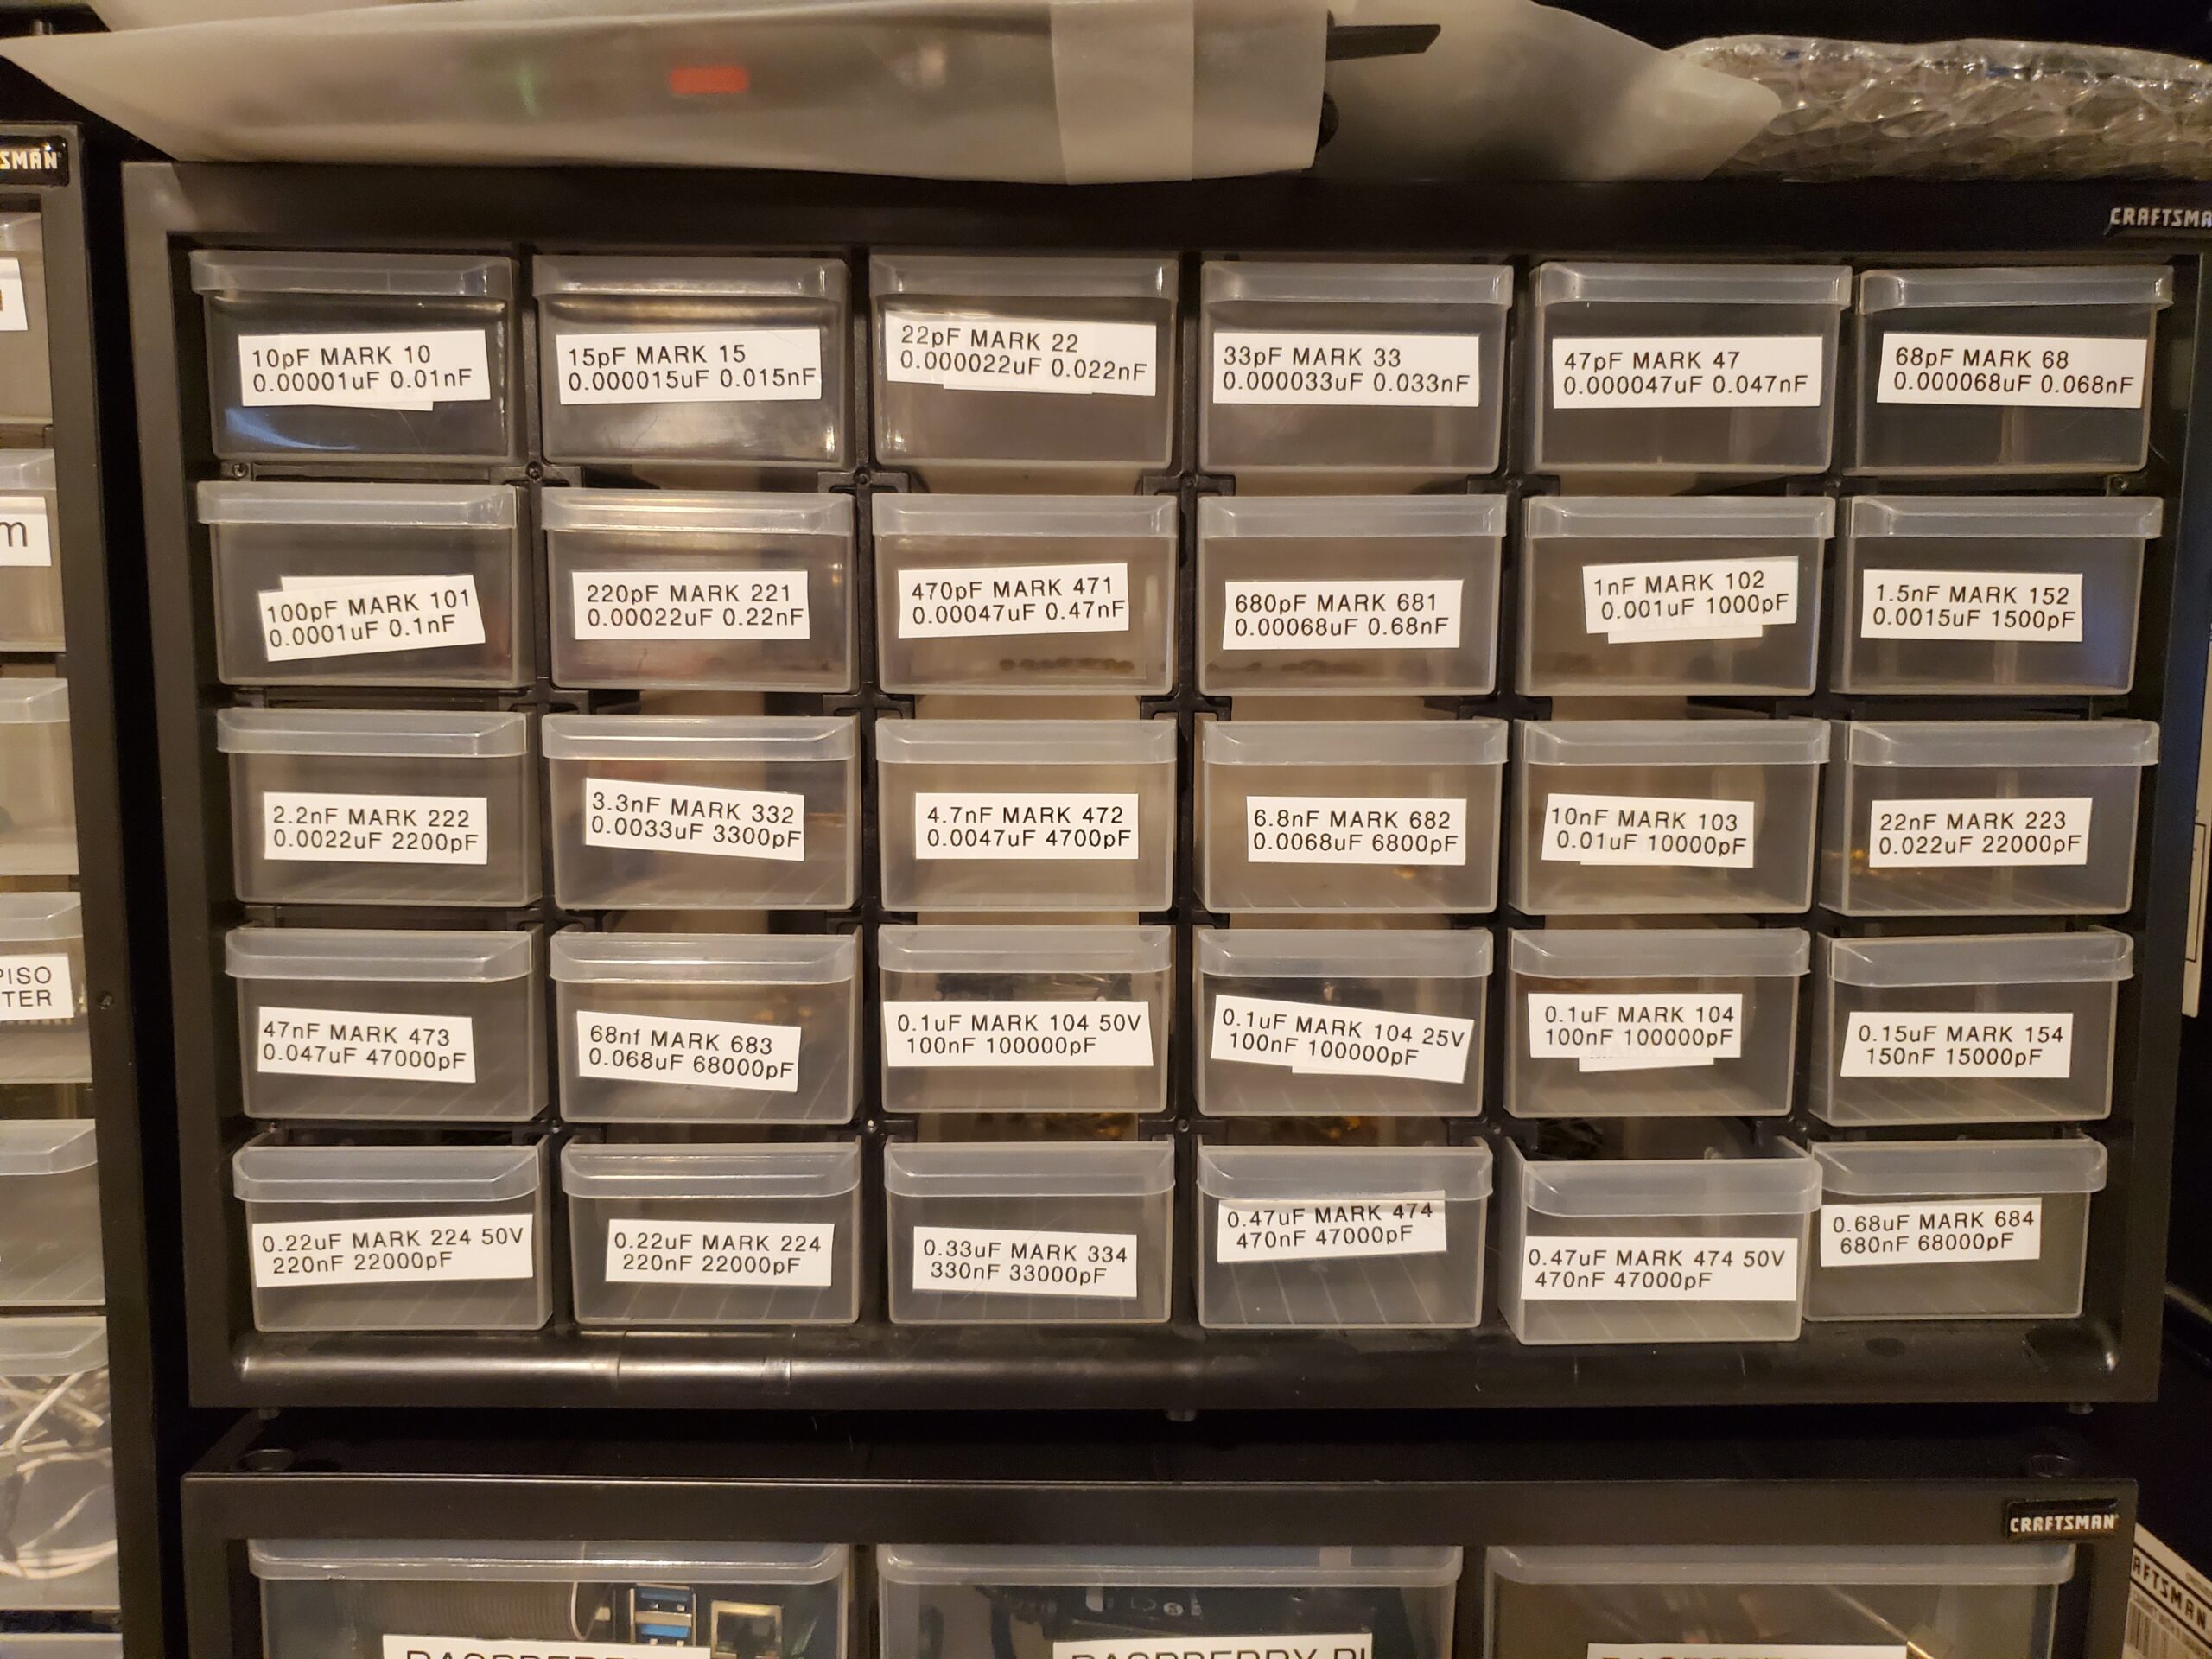 SMAN
CRAFTSMA
10pF MARK 10
0.00001uF 0.01nF
15pF MARK 15
0.000015uF 0.015nF
22pF MARK 22
0.000022uF 0.022nF
33pF MARK 33
0.000033uF 0.033nF
47pF MARK 47
0.000047uF 0.047nF
68pF MARK 68
0.000068uF 0.068nF
m
100pF MARK 101
0.0001uF 0.1nF
220pF MARK 221
0.00022uF 0.22nF
470pF MARK 471
0.00047uF 0.47nF
680pF MARK 681
0.00068uF 0.68nF
1nF MARK 102
0.001uF 1000pF
1.5nF MARK 152
0.0015uF 1500pF
2.2nF MARK 222
0.0022uF 2200pF
3.3nF MARK 332
0.0033uF 3300pF
4.7nF MARK 472
0.0047uF 4700pF
6.8nF MARK 682
0.0068uF 6800pF
10nF MARK 103
0.01uF 10000pF
22nF MARK 223
0.022uF 22000pF
PISO
TER
47nF MARK 473
0.047uF 47000pF
68nf MARK 683
0.068uF 68000pF
0.1uF MARK 104 50V
100nF 100000pF
0.1uF MARK 104 25V
100nF 100000pF
0.1uF MARK 104
100nF 100000pF
0.15uF MARK 154
150nF 15000pF
0.22uF MARK 224 50V
220nF 22000pF
0.22uF MARK 224
220nF 22000pF
0.33uF MARK 334
330nF 33000pF
0.47uF MARK 474
470nF 47000pF
0.47uF MARK 474 50V
470nF 47000pF
0.68uF MARK 684
680nF 68000pF
CRAFTSMAN
RAFTSMAN
RASPBERRY PI